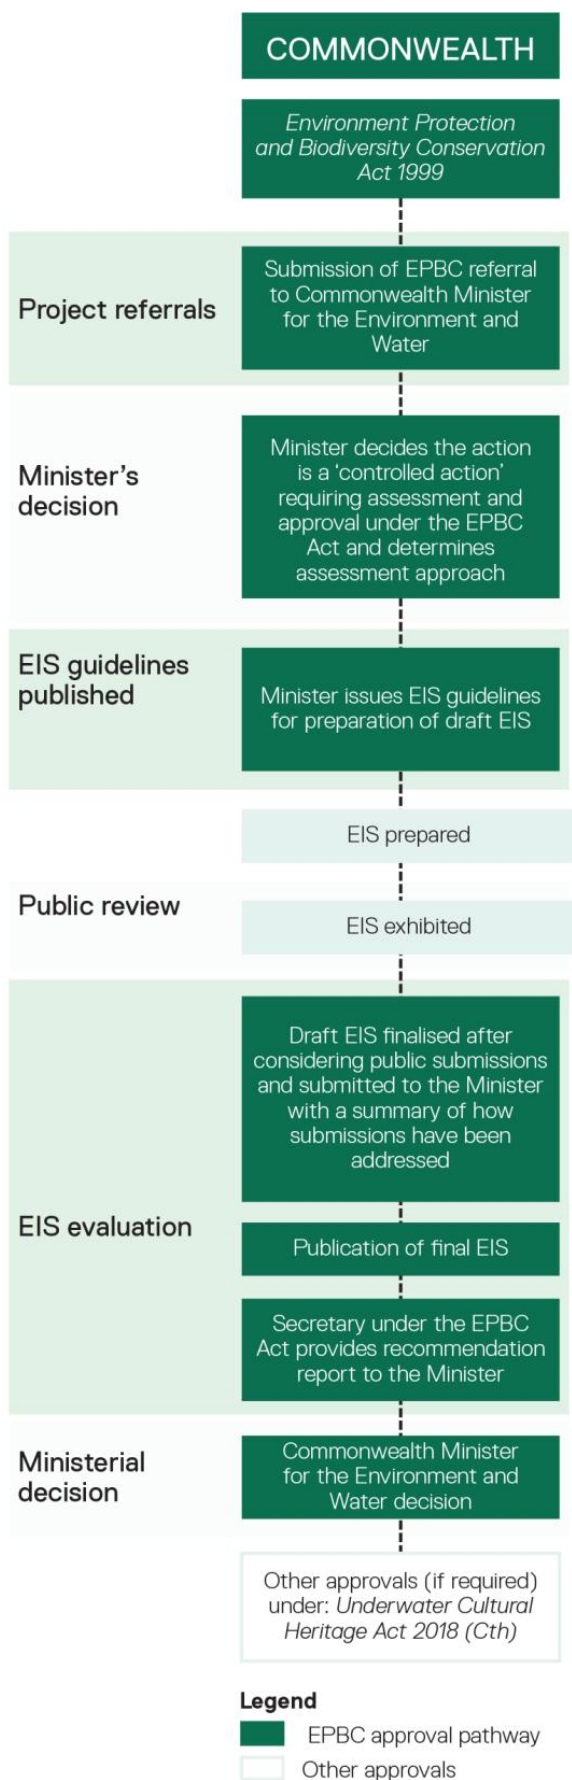 COMMONWEALTH
Environment Protection
and Biodiversity Conservation
Act 1999
Project referrals
Submission of EPBC referral
to Commonwealth Minister
for the Environment and
Water
Minister's
decision
Minister decides the action
is a ‘controlled action’
requiring assessment and
approval under the EPBC
Act and determines
assessment approach
EIS guidelines
published
Minister issues EIS guidelines
for preparation of draft EIS
EIS prepared
Public review
EIS exhibited
EIS evaluation
Draft EIS finalised after
considering public submissions
and submitted to the Minister
with a summary of how
submissions have been
addressed
Publication of final EIS
Secretary under the EPBC
Act provides recommendation
report to the Minister
Ministerial
decision
Commonwealth Minister
for the Environment and
Water decision
Other approvals (if required)
under: Underwater Cultural
Heritage Act 2018 (Cth)
Legend
EPBC approval pathway
Other approvals